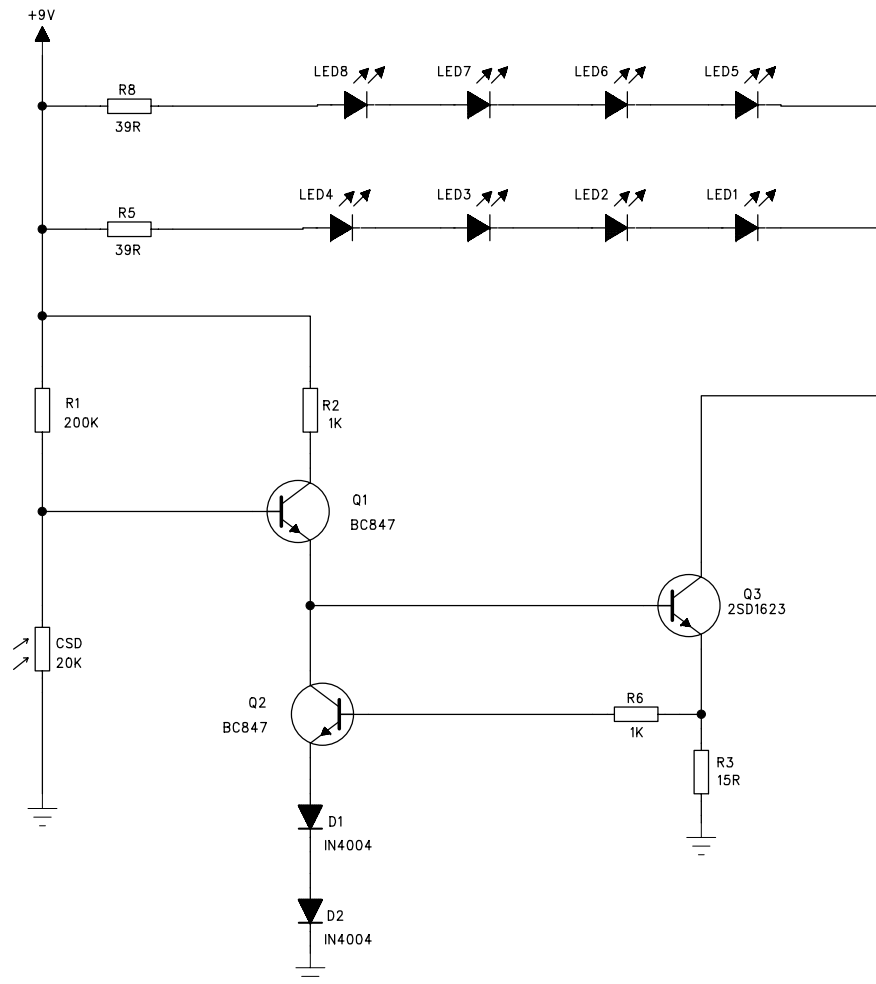 +9V
LED8
LED7
LED6
LED5
R8
39R
LED4
LED3
LED2
LED1
R5
39R
R1
200K
R2
1K
Q1
BC847
Q3
2SD1623
CSD
20K
Q2
BC847
R6
1K
R3
15R
D1
IN4004
D2
IN4004